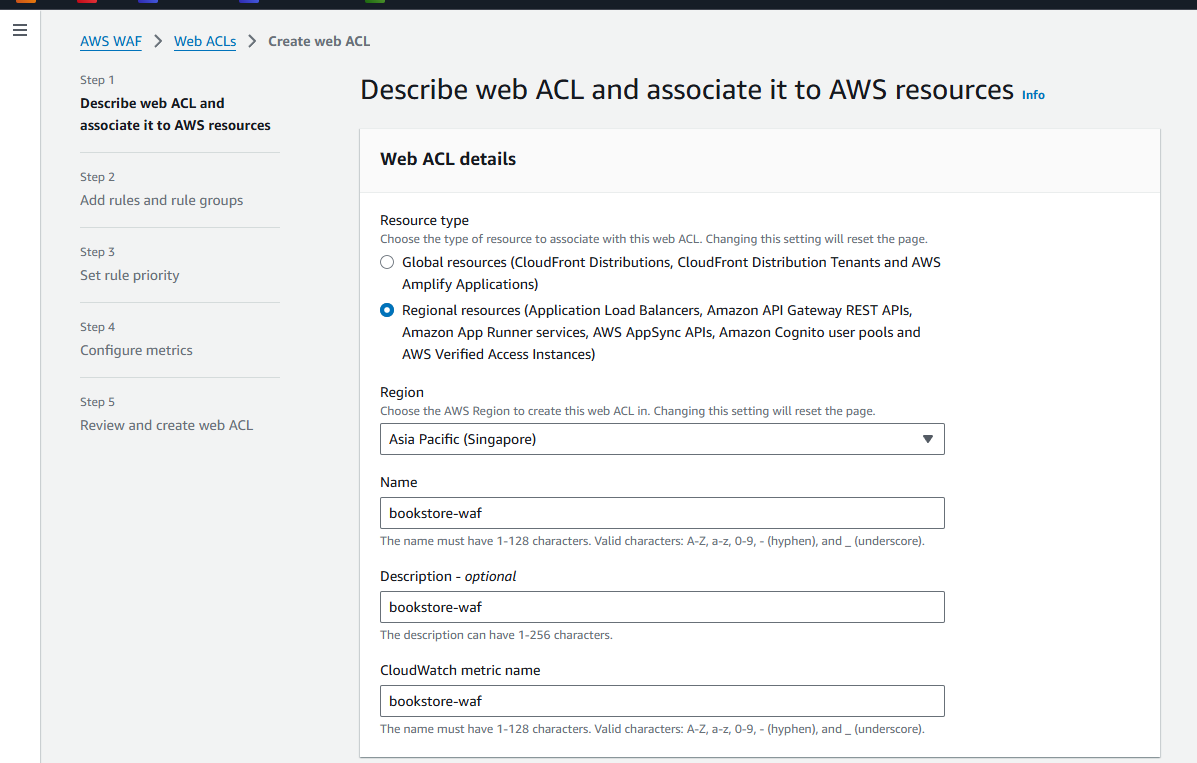 AWS WAF > Web ACLs > Create web ACL
Step 1
Describe web ACL and
associate it to AWS resources
Step 2
Add rules and rule groups
Step 3
Set rule priority
Step 4
Configure metrics
Step 5
Review and create web ACL
Describe web ACL and associate it to AWS resources Info
Web ACL details
Resource type
Choose the type of resource to associate with this web ACL. Changing this setting will reset the page.
Global resources (CloudFront Distributions, CloudFront Distribution Tenants and AWS
Amplify Applications)
Regional resources (Application Load Balancers, Amazon API Gateway REST APIs,
Amazon App Runner services, AWS AppSync APIs, Amazon Cognito user pools and
AWS Verified Access Instances)
Region
Choose the AWS Region to create this web ACL in. Changing this setting will reset the page.
Asia Pacific (Singapore)
Name
bookstore-waf
The name must have 1-128 characters. Valid characters: A-Z, a-z, 0-9, - (hyphen), and _ (underscore).
Description - optional
bookstore-waf
The description can have 1-256 characters.
CloudWatch metric name
bookstore-waf
The name must have 1-128 characters. Valid characters: A-Z, a-z, 0-9, - (hyphen), and _ (underscore).